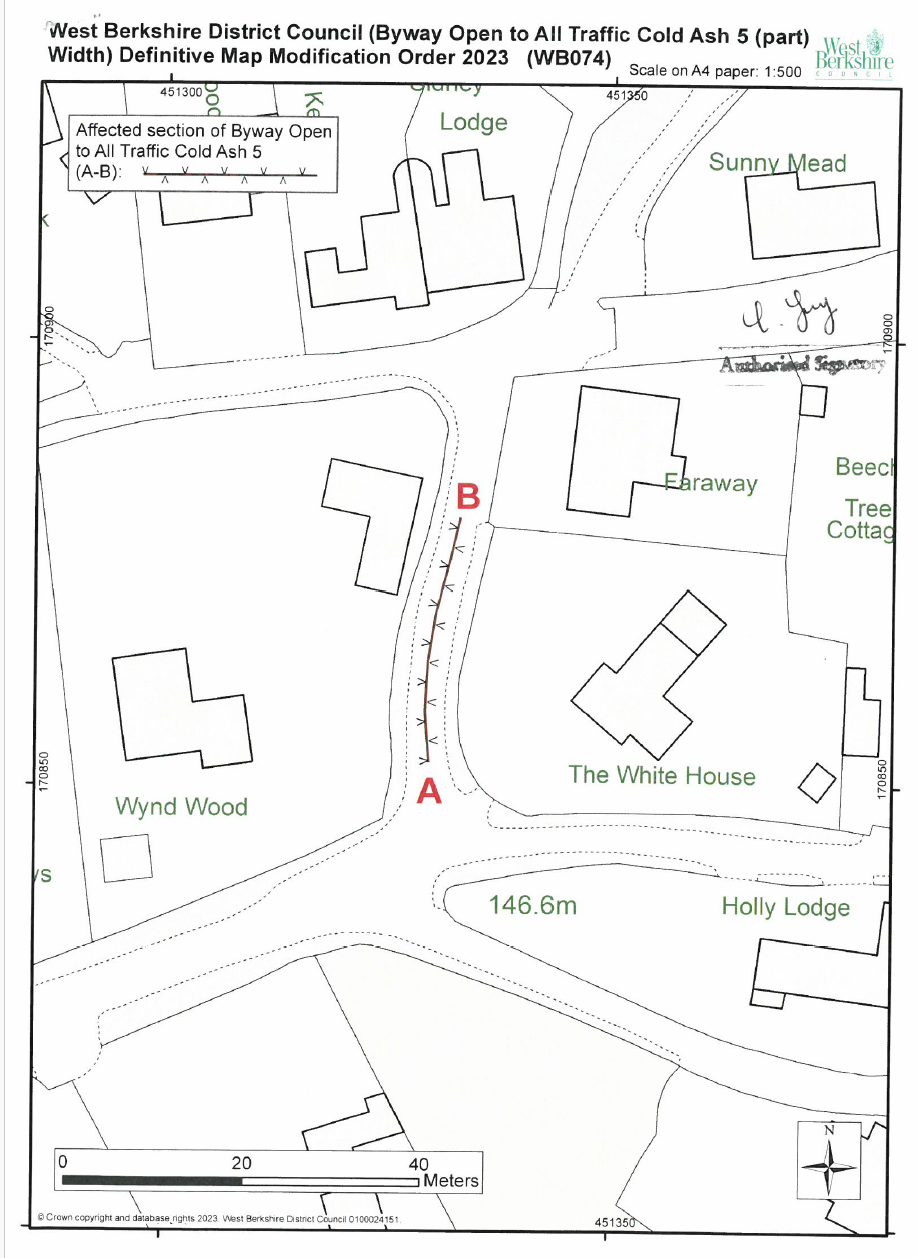 West Berkshire District Council (Byway Open to All Traffic Cold Ash 5 (part)
Width) Definitive Map Modification Order 2023 (WB074)
Scale on A4 paper: 1:500
West
Berkshire
COUNCIL
451300
451350
Affected section of Byway Open
to All Traffic Cold Ash 5
(A-B):
Ke
Lodge
Sunny Mead
k
170900
170900
Authorised Signatory
B
Faraway
Beech
Tree
Cottag
170850
170850
A
The White House
Wynd Wood
ys
146.6m
Holly Lodge
N
0 20 40
Meters
© Crown copyright and database rights 2023. West Berkshire District Council 0100024151.
451350